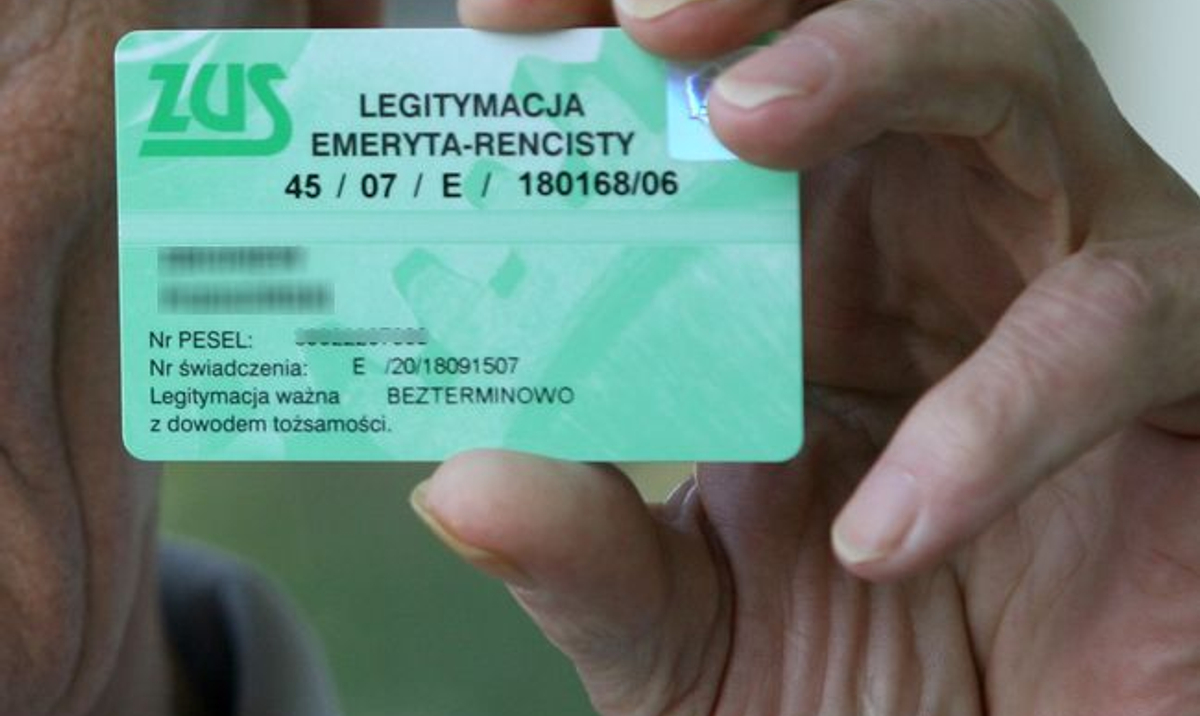 ZUS
LEGITYMACJA
EMERYTA-RENCISTY
45 / 07 / E / 180168/06
Nr PESEL:
Nr świadczenia: E /20/18091507
Legitymacja ważna BEZTERMINOWO
z dowodem tożsamości.